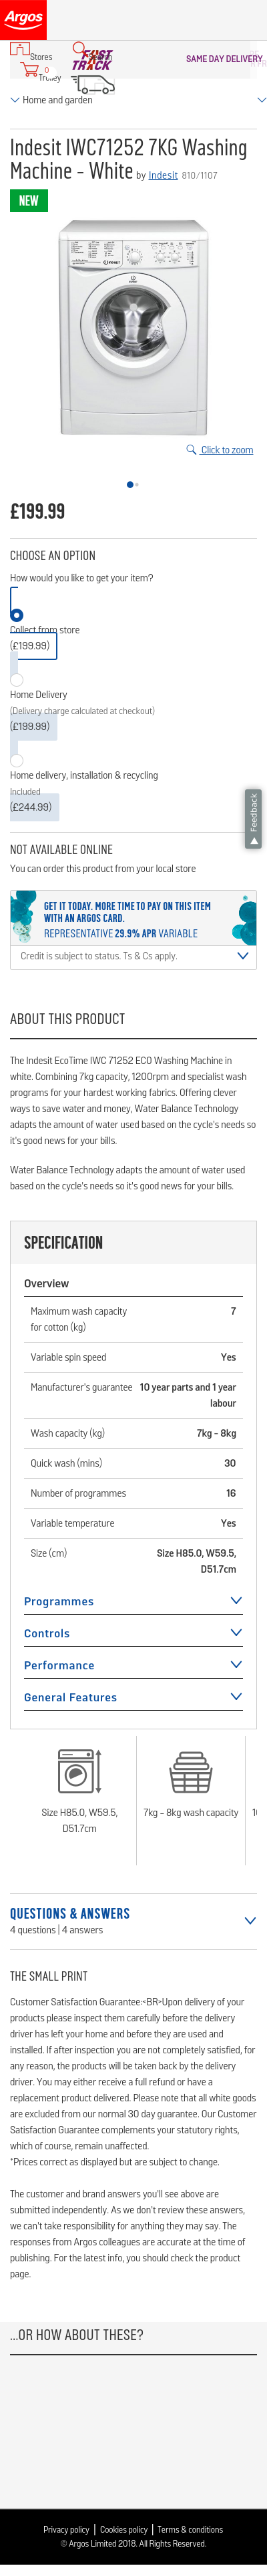 Argos
Stores
FAST TRACK
SAME DAY DELIVERY
0
Trolley
Home and garden
Indesit IWC71252 7KG Washing
Machine - White by Indesit 810/1107
NEW
Click to zoom
£199.99
CHOOSE AN OPTION
How would you like to get your item?
Collect from store
(£199.99)
Home Delivery
(Delivery charge calculated at checkout)
(£199.99)
Home delivery, installation & recycling
Included
(£244.99)
Feedback
NOT AVAILABLE ONLINE
You can order this product from your local store
GET IT TODAY. MORE TIME TO PAY ON THIS ITEM
WITH AN ARGOS CARD.
REPRESENTATIVE 29.9% APR VARIABLE
Credit is subject to status. Ts & Cs apply.
ABOUT THIS PRODUCT
The Indesit EcoTime IWC 71252 ECO Washing Machine in
white. Combining 7kg capacity, 1200rpm and specialist wash
programs for your hardest working fabrics. Offering clever
ways to save water and money, Water Balance Technology
adapts the amount of water used based on the cycle's needs so
it's good news for your bills.
Water Balance Technology adapts the amount of water used
based on the cycle's needs so it's good news for your bills.
SPECIFICATION
Overview
Maximum wash capacity 7
for cotton (kg)
Variable spin speed Yes
Manufacturer's guarantee 10 year parts and 1 year
labour
Wash capacity (kg) 7kg - 8kg
Quick wash (mins) 30
Number of programmes 16
Variable temperature Yes
Size (cm) Size H85.0, W59.5,
D51.7cm
Programmes
Controls
Performance
General Features
Size H85.0, W59.5, 7kg - 8kg wash capacity
D51.7cm
QUESTIONS & ANSWERS
4 questions | 4 answers
THE SMALL PRINT
Customer Satisfaction Guarantee:<BR>Upon delivery of your
products please inspect them carefully before the delivery
driver has left your home and before they are used and
installed. If after inspection you are not completely satisfied, for
any reason, the products will be taken back by the delivery
driver. You may either receive a full refund or have a
replacement product delivered. Please note that all white goods
are excluded from our normal 30 day guarantee. Our Customer
Satisfaction Guarantee complements your statutory rights,
which of course, remain unaffected.
*Prices correct as displayed but are subject to change.
The customer and brand answers you'll see above are
submitted independently. As we don't review these answers,
we can't take responsibility for anything they may say. The
responses from Argos colleagues are accurate at the time of
publishing. For the latest info, you should check the product
page.
...OR HOW ABOUT THESE?
Privacy policy | Cookies policy | Terms & conditions
© Argos Limited 2018. All Rights Reserved.